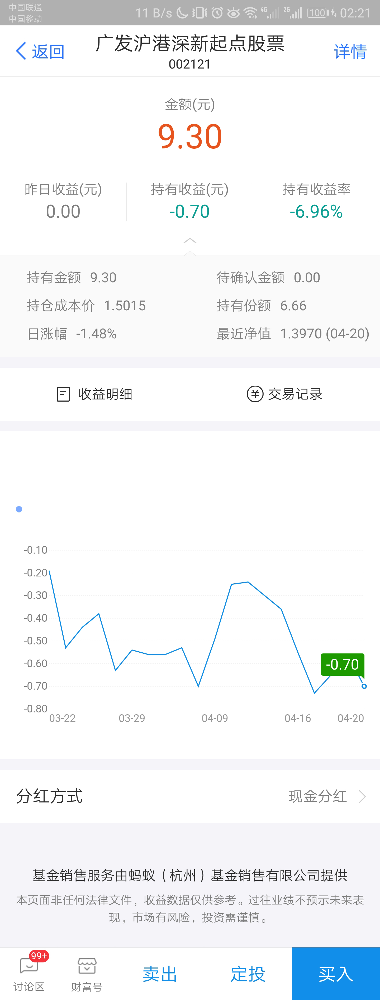 中国联通
中国移动
11 B/s 4G 2G 100 02:21
返回
广发沪港深新起点股票
002121
详情
金额(元)
9.30
昨日收益(元) 持有收益(元) 持有收益率
0.00 -0.70 -6.96%
持有金额 9.30 待确认金额 0.00
持仓成本价 1.5015 持有份额 6.66
日涨幅 -1.48% 最近净值 1.3970 (04-20)
收益明细 交易记录
-0.10
-0.20
-0.30
-0.40
-0.50
-0.60
-0.70
-0.70
-0.80
03-22 03-29 04-09 04-16 04-20
分红方式 现金分红
基金销售服务由蚂蚁（杭州）基金销售有限公司提供
本页面非任何法律文件，收益数据仅供参考。过往业绩不预示未来表
现，市场有风险，投资需谨慎。
99+
讨论区 财富号 卖出 定投 买入